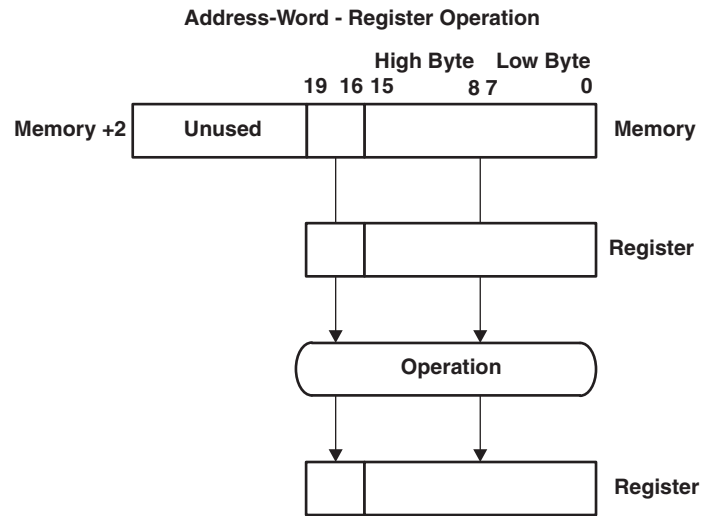 Address-Word - Register Operation
High Byte Low Byte
19 16 15 8 7 0
Memory +2 Unused Memory
Register
Operation
Register